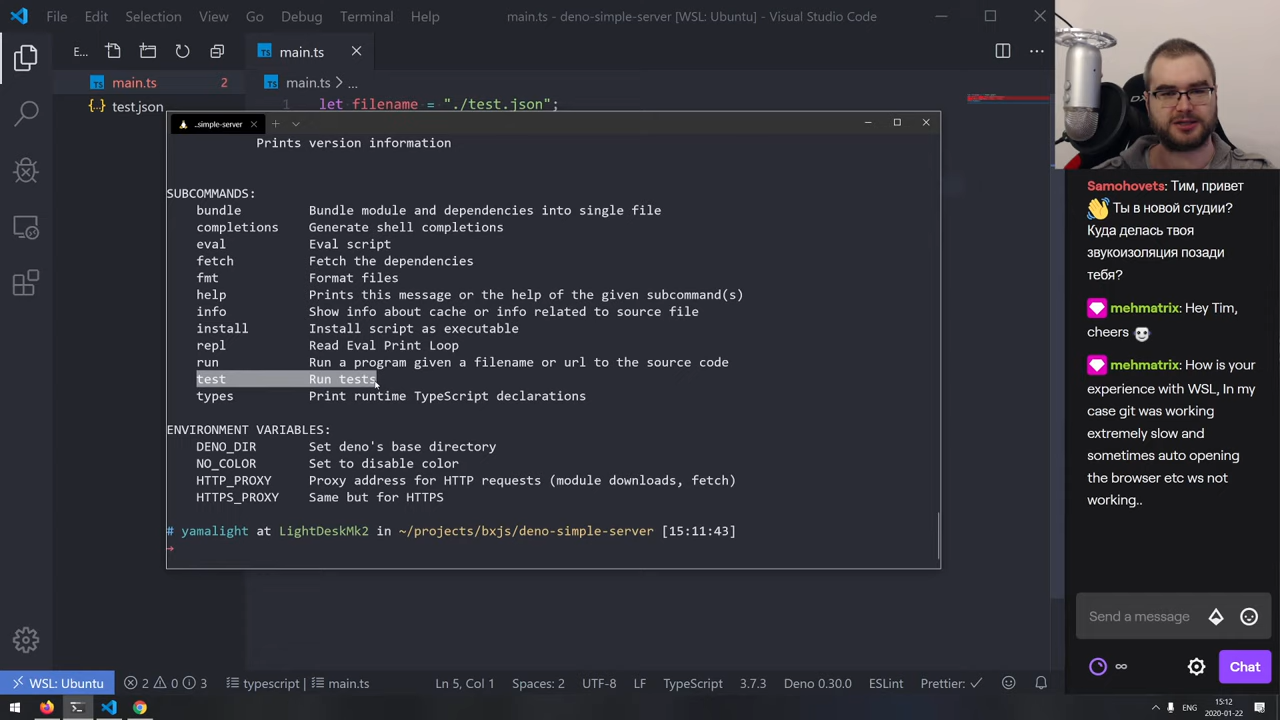 File Edit Selection View Go Debug Terminal Help main.ts - deno-simple-server [WSL: Ubuntu] - Visual Studio Code
E...
main.ts
main.ts 2
main.ts > ...
test.json
1 let filename = "./test.json";
..simple-server
Prints version information
SUBCOMMANDS:
bundle Bundle module and dependencies into single file
completions Generate shell completions
eval Eval script
fetch Fetch the dependencies
fmt Format files
help Prints this message or the help of the given subcommand(s)
info Show info about cache or info related to source file
install Install script as executable
repl Read Eval Print Loop
run Run a program given a filename or url to the source code
test Run tests
types Print runtime TypeScript declarations
ENVIRONMENT VARIABLES:
DENO_DIR Set deno's base directory
NO_COLOR Set to disable color
HTTP_PROXY Proxy address for HTTP requests (module downloads, fetch)
HTTPS_PROXY Same but for HTTPS
# yamalight at LightDeskMk2 in ~/projects/bxjs/deno-simple-server [15:11:43]
→
Samohovets: Тим, привет
Ты в новой студии?
Куда делась твоя
звукоизоляция позади
тебя?
mehmatrix: Hey Tim,
cheers
mehmatrix: How is your
experience with WSL, In my
case git was working
extremely slow and
sometimes auto opening
the browser etc ws not
working..
Send a message
∞
Chat
WSL: Ubuntu 2 0 3 typescript | main.ts Ln 5, Col 1 Spaces: 2 UTF-8 LF TypeScript 3.7.3 Deno 0.30.0 ESLint Prettier: ✓
ENG
15:12
2020-01-22